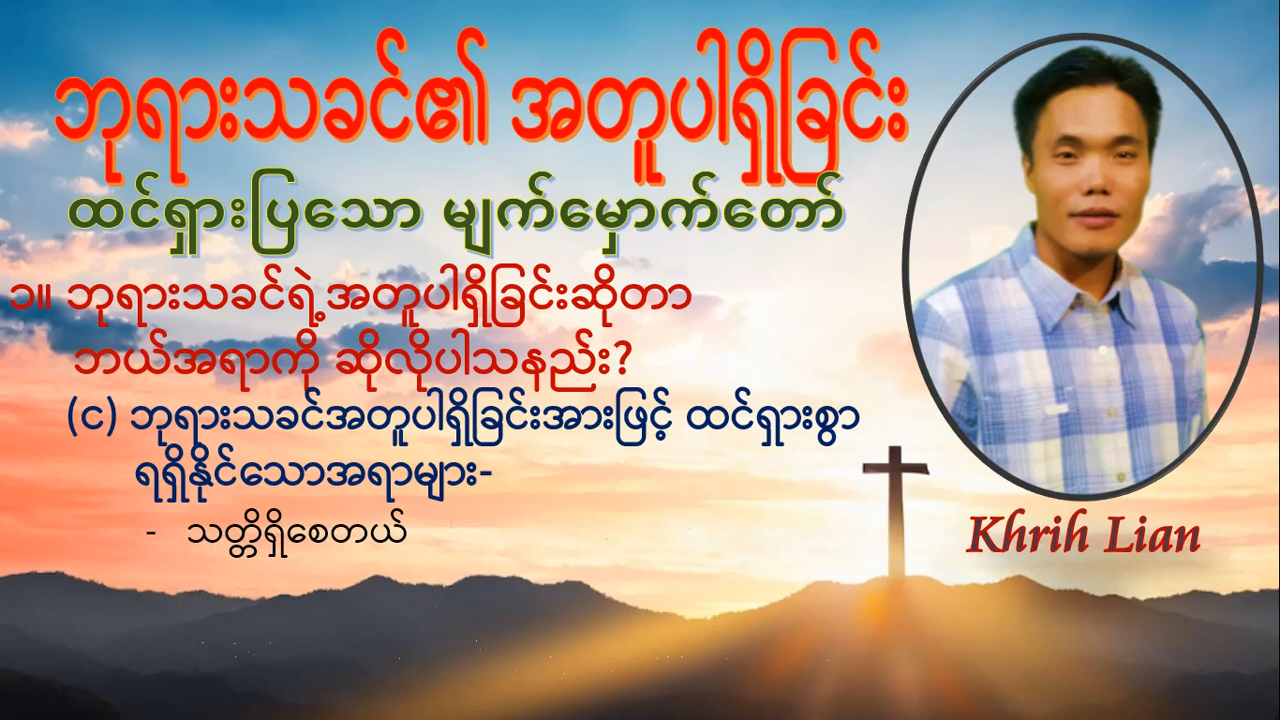 ဘုရားသခင်၏ အတူပါရှိခြင်း
ထင်ရှားပြသော မျက်မှောက်တော်
၁။ ဘုရားသခင်ရဲ့အတူပါရှိခြင်းဆိုတာ
ဘယ်အရာကို ဆိုလိုပါသနည်း?
(င) ဘုရားသခင်အတူပါရှိခြင်းအားဖြင့် ထင်ရှားစွာ
ရရှိနိုင်သောအရာများ-
- သတ္တိရှိစေတယ်
Khrih Lian